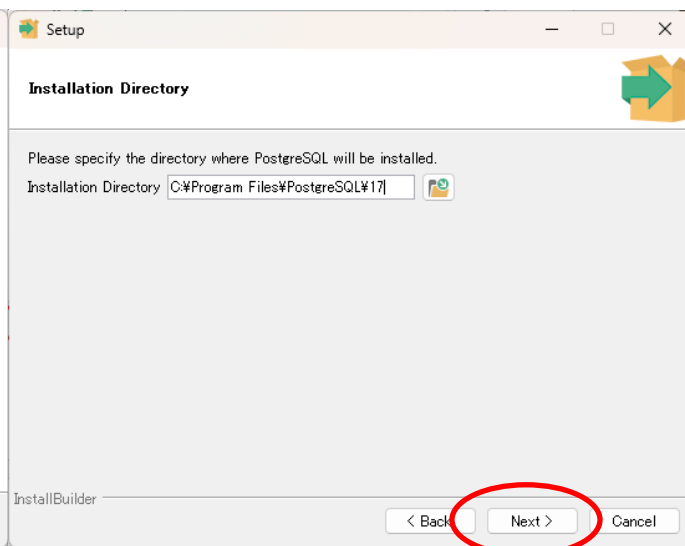 Setup
Installation Directory
Please specify the directory where PostgreSQL will be installed.
Installation Directory C:¥Program Files¥PostgreSQL¥17
InstallBuilder
< Back Next > Cancel